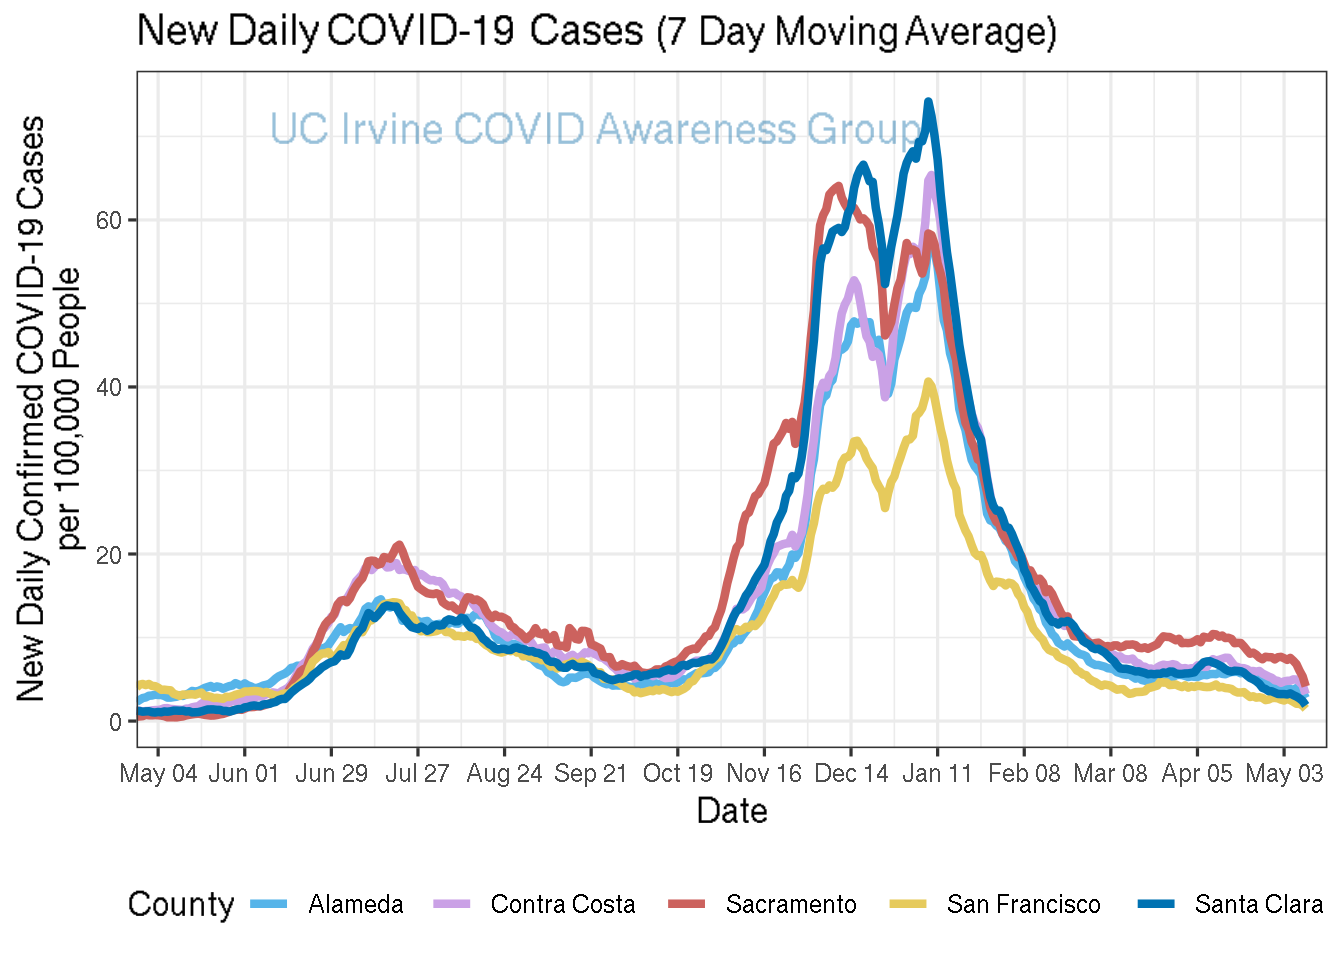 New Daily COVID-19 Cases (7 Day Moving Average)
UC Irvine COVID Awareness Group
New Daily Confirmed COVID-19 Cases
per 100,000 People
60
40
20
0
May 04 Jun 01 Jun 29 Jul 27 Aug 24 Sep 21 Oct 19 Nov 16 Dec 14 Jan 11 Feb 08 Mar 08 Apr 05 May 03
Date
County Alameda Contra Costa Sacramento San Francisco Santa Clara